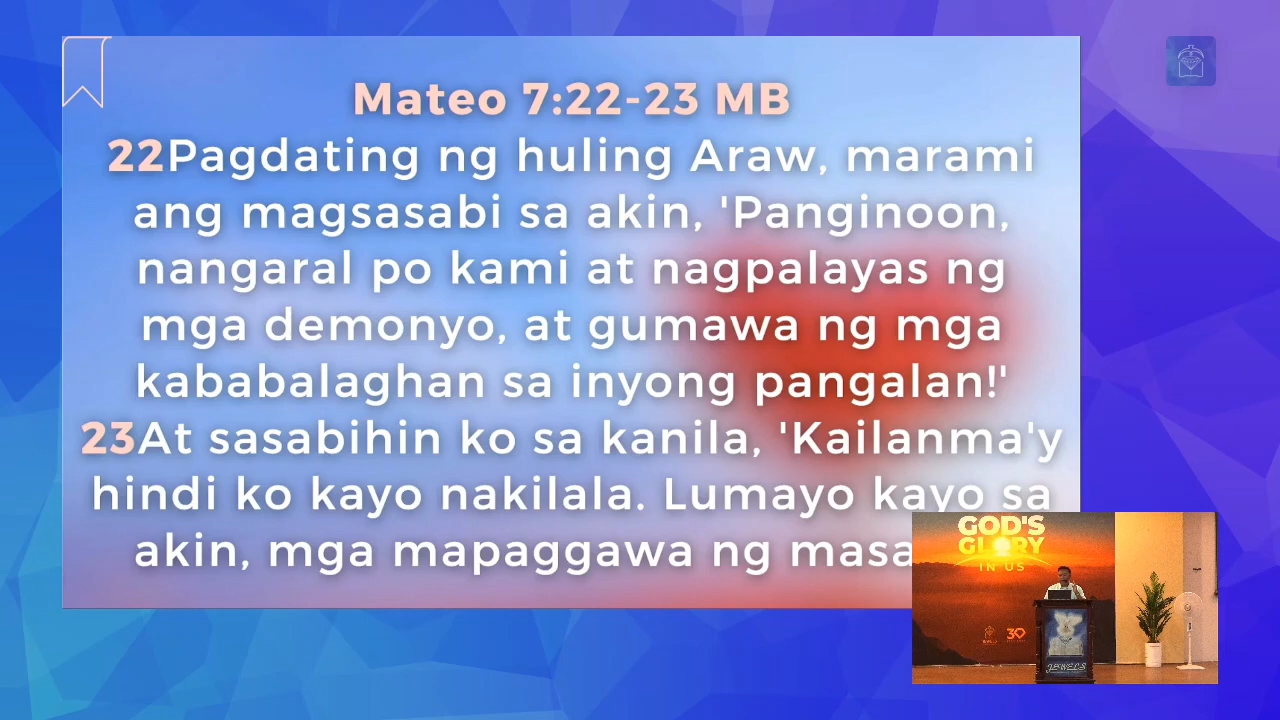 Mateo 7:22-23 MB
22Pagdating ng huling Araw, marami
ang magsasabi sa akin, 'Panginoon,
nangaral po kami at nagpalayas ng
mga demonyo, at gumawa ng mga
kababalaghan sa inyong pangalan!'
23At sasabihin ko sa kanila, 'Kailanma'y
hindi ko kayo nakilala. Lumayo kayo sa
akin, mga mapaggawa ng
GOD'S
GLORY
IN US
30
JEWELS